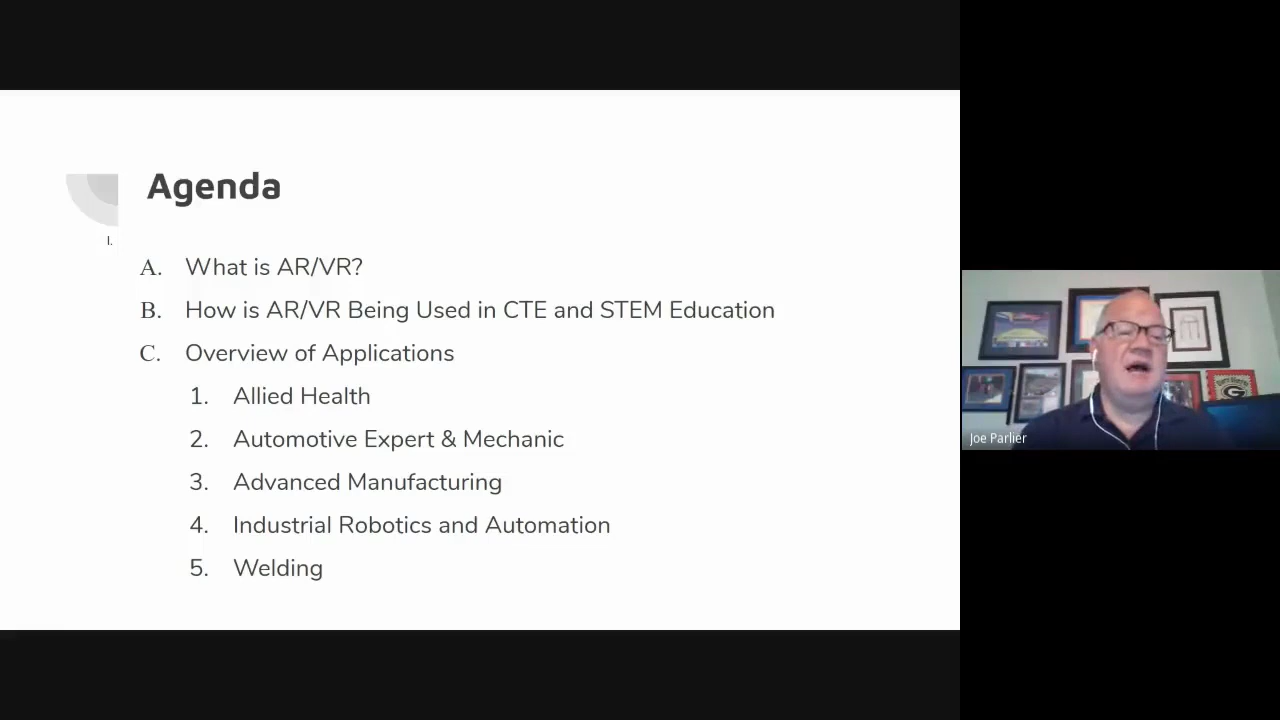 Agenda
I.
A. What is AR/VR?
B. How is AR/VR Being Used in CTE and STEM Education
C. Overview of Applications
1. Allied Health
2. Automotive Expert & Mechanic
3. Advanced Manufacturing
4. Industrial Robotics and Automation
5. Welding
Joe Parlier